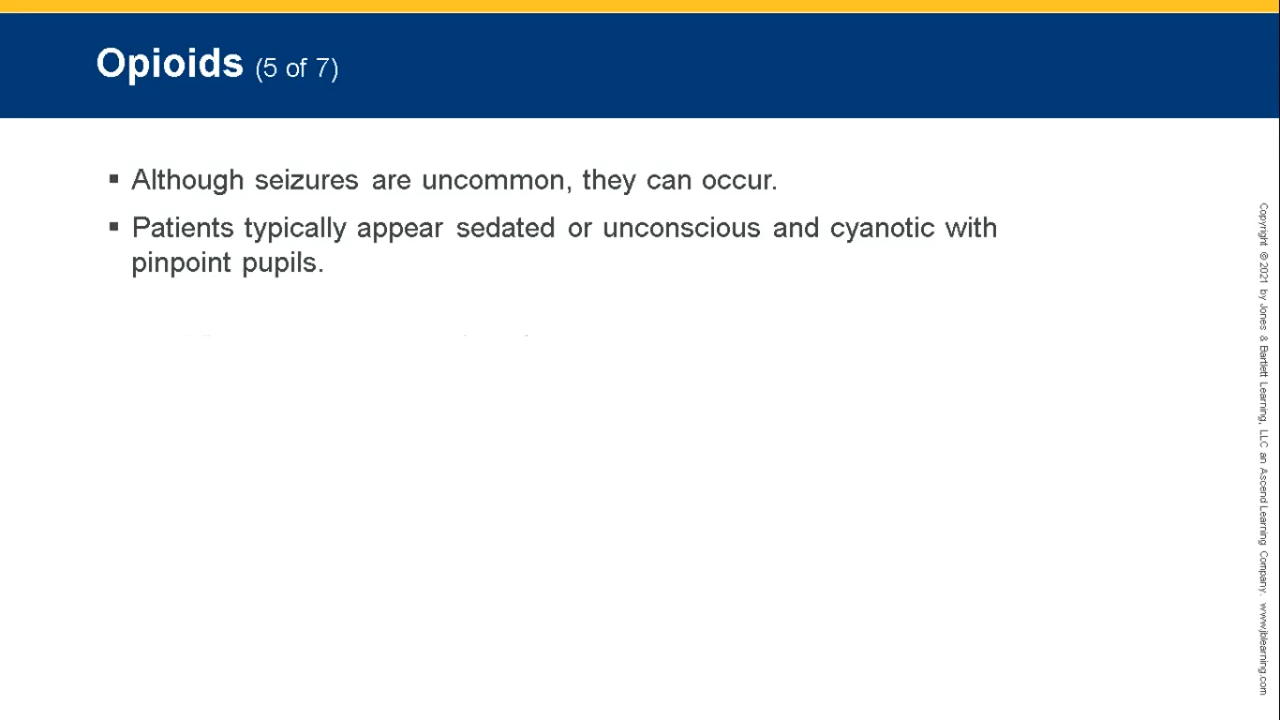 Opioids (5 of 7)
▪ Although seizures are uncommon, they can occur.
▪ Patients typically appear sedated or unconscious and cyanotic with
pinpoint pupils.
Copyright © 2021 by Jones & Bartlett Learning, LLC an Ascend Learning Company. www.jblearning.com